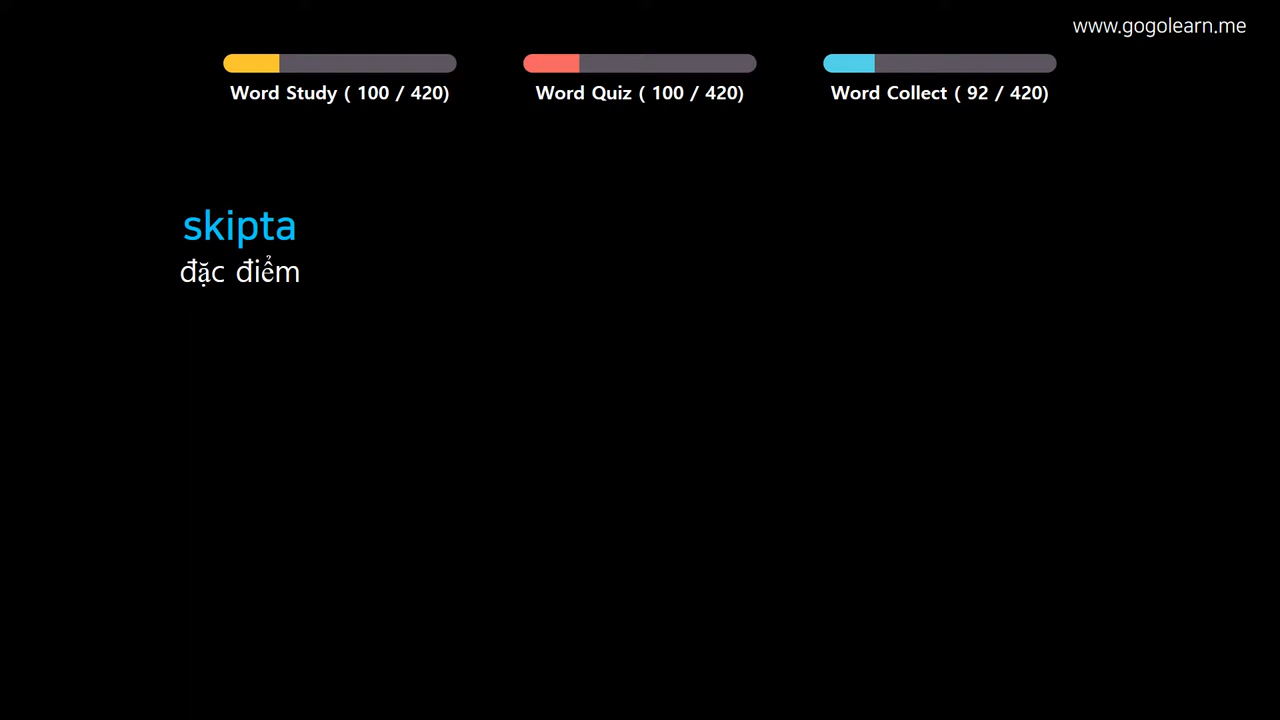 www.gogolearn.me
Word Study ( 100 / 420)
Word Quiz ( 100 / 420)
Word Collect ( 92 / 420)
skipta
đặc điểm